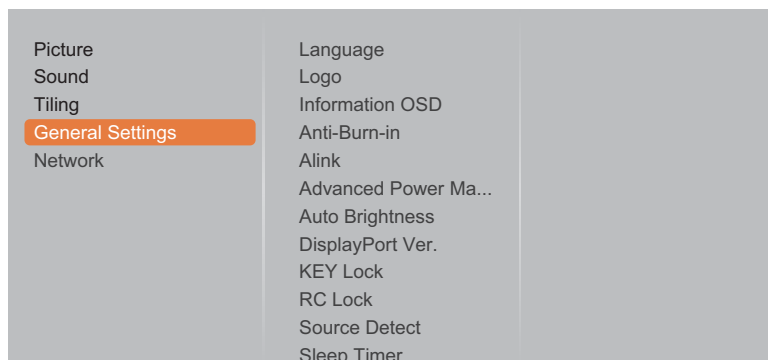 Picture
Sound
Tiling
General Settings
Network
Language
Logo
Information OSD
Anti-Burn-in
Alink
Advanced Power Ma...
Auto Brightness
DisplayPort Ver.
KEY Lock
RC Lock
Source Detect
Sleep Timer